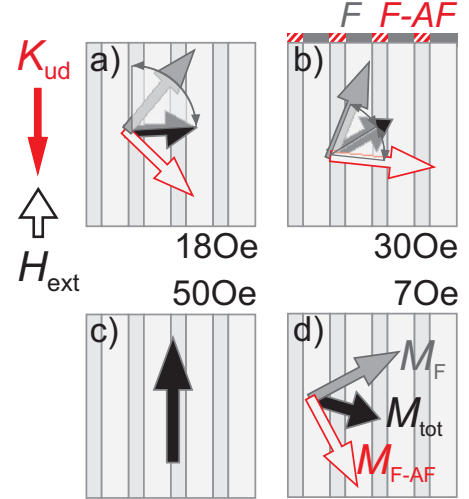 F F-AF
K_ud
a)
b)
18Oe
30Oe
H_ext
50Oe
7Oe
c)
d)
M_F
M_tot
M_F-AF